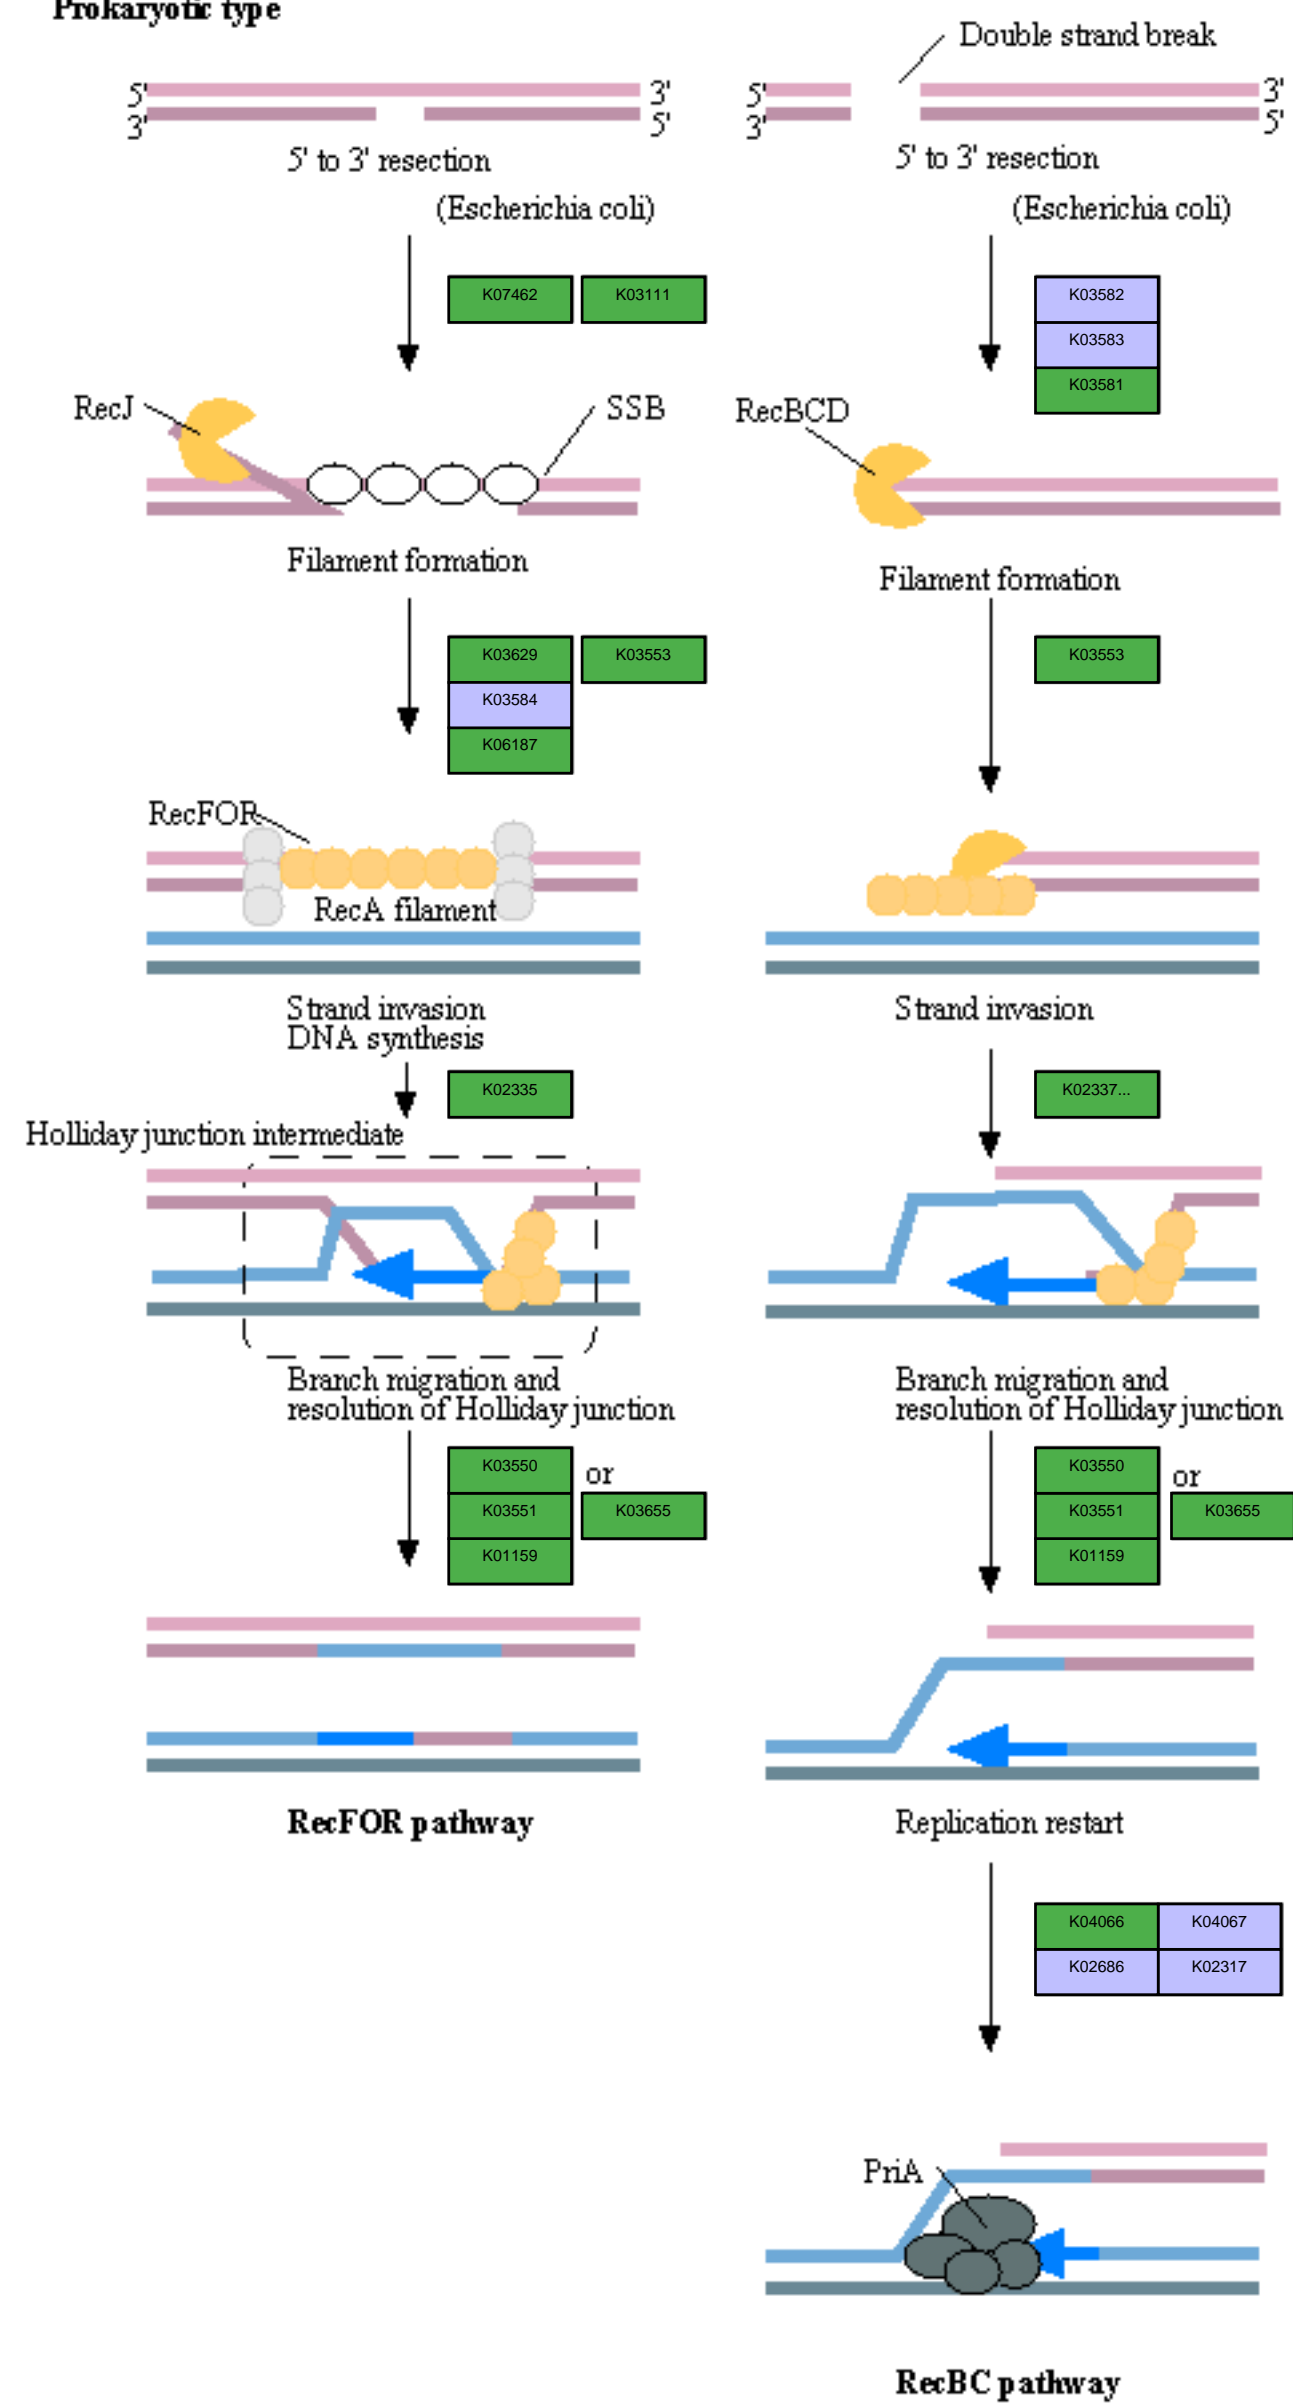 Prokaryotic type
Double strand break
5' 3'
3' 5'
5' 3'
3' 5'
5' to 3' resection
5' to 3' resection
(Escherichia coli)
(Escherichia coli)
K07462 K03111
K03582
K03583
K03581
RecJ
SSB
RecBCD
Filament formation
Filament formation
K03629 K03553
K03584
K06187
K03553
RecFOR
RecA filament
Strand invasion
DNA synthesis
Strand invasion
K02335
K02337...
Holliday junction intermediate
Branch migration and
resolution of Holliday junction
Branch migration and
resolution of Holliday junction
K03550 or
K03551 K03655
K01159
K03550 or
K03551 K03655
K01159
RecFOR pathway
Replication restart
K04066 K04067
K02686 K02317
PriA
RecBC pathway